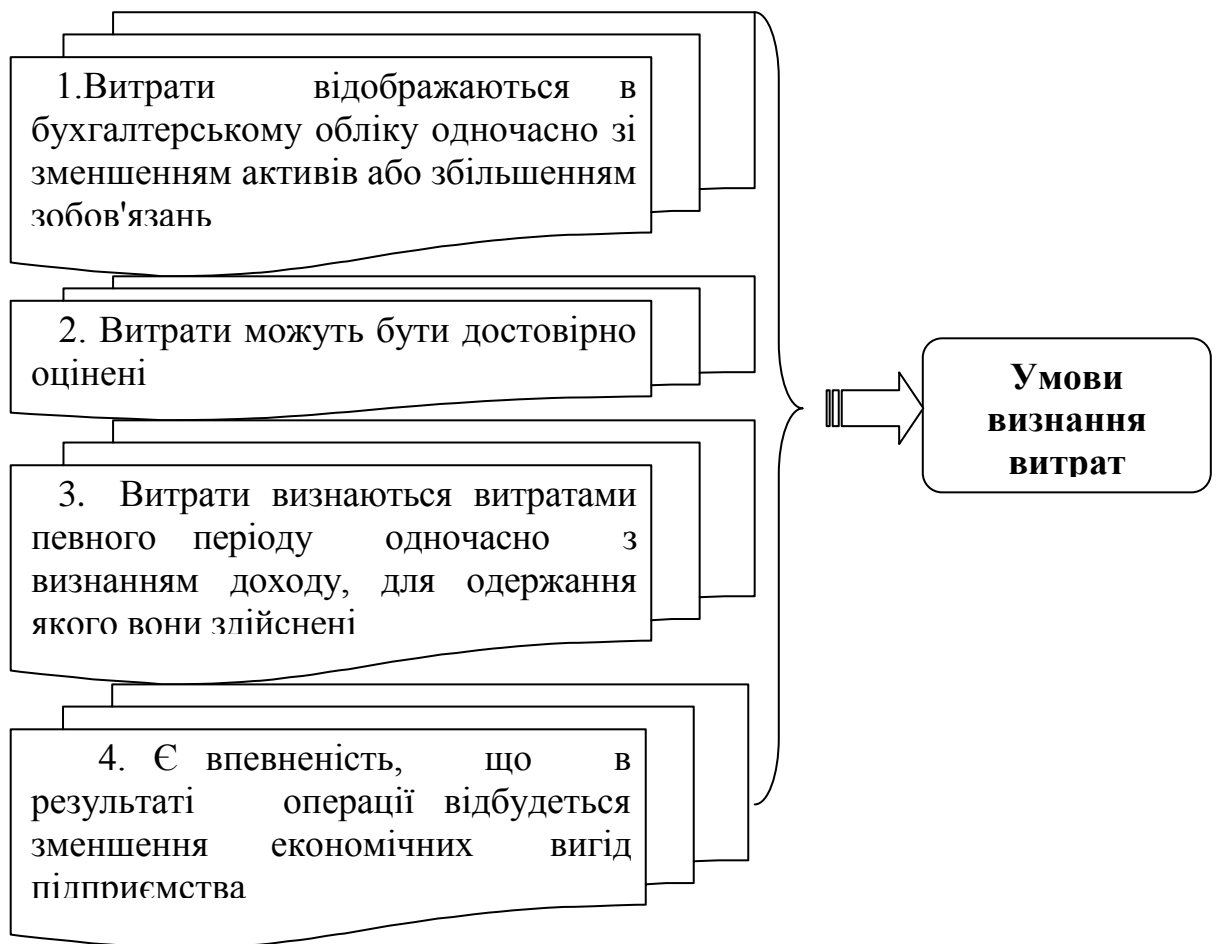 1.Витрати відображаються в
бухгалтерському обліку одночасно зі
зменшенням активів або збільшенням
зобов'язань
2. Витрати можуть бути достовірно
оцінені
3. Витрати визнаються витратами
певного періоду одночасно з
визнанням доходу, для одержання
якого вони здійснені
4. Є впевненість, що в
результаті операції відбудеться
зменшення економічних вигід
підприємства
Умови
визнання
витрат